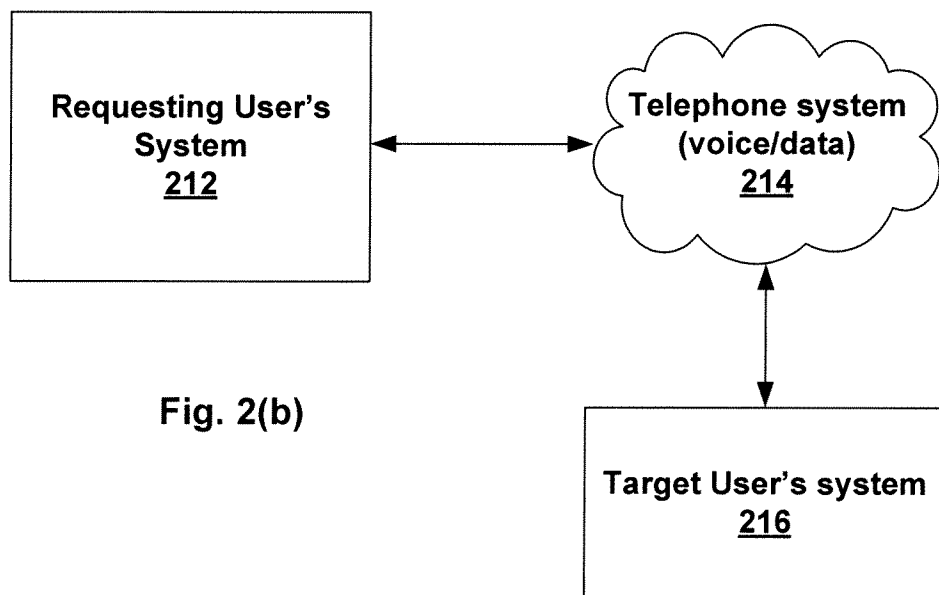 Requesting User's
System
212
Telephone system
(voice/data)
214
Fig. 2(b)
Target User's system
216